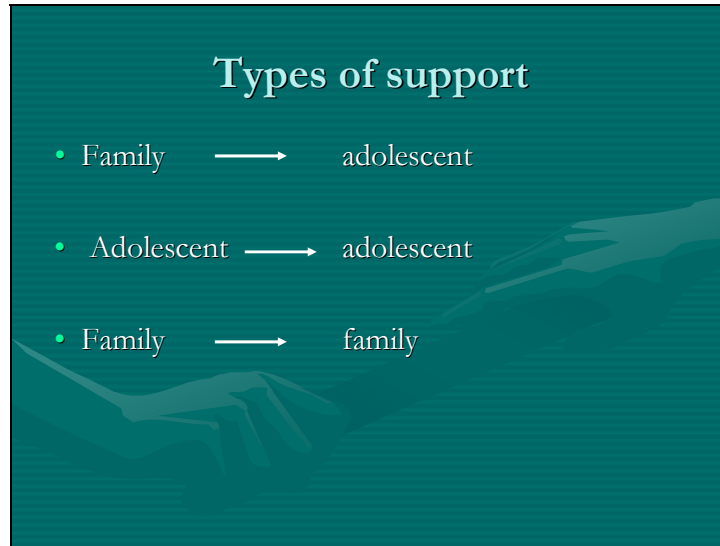 Types of support
• Family → adolescent
• Adolescent → adolescent
• Family → family